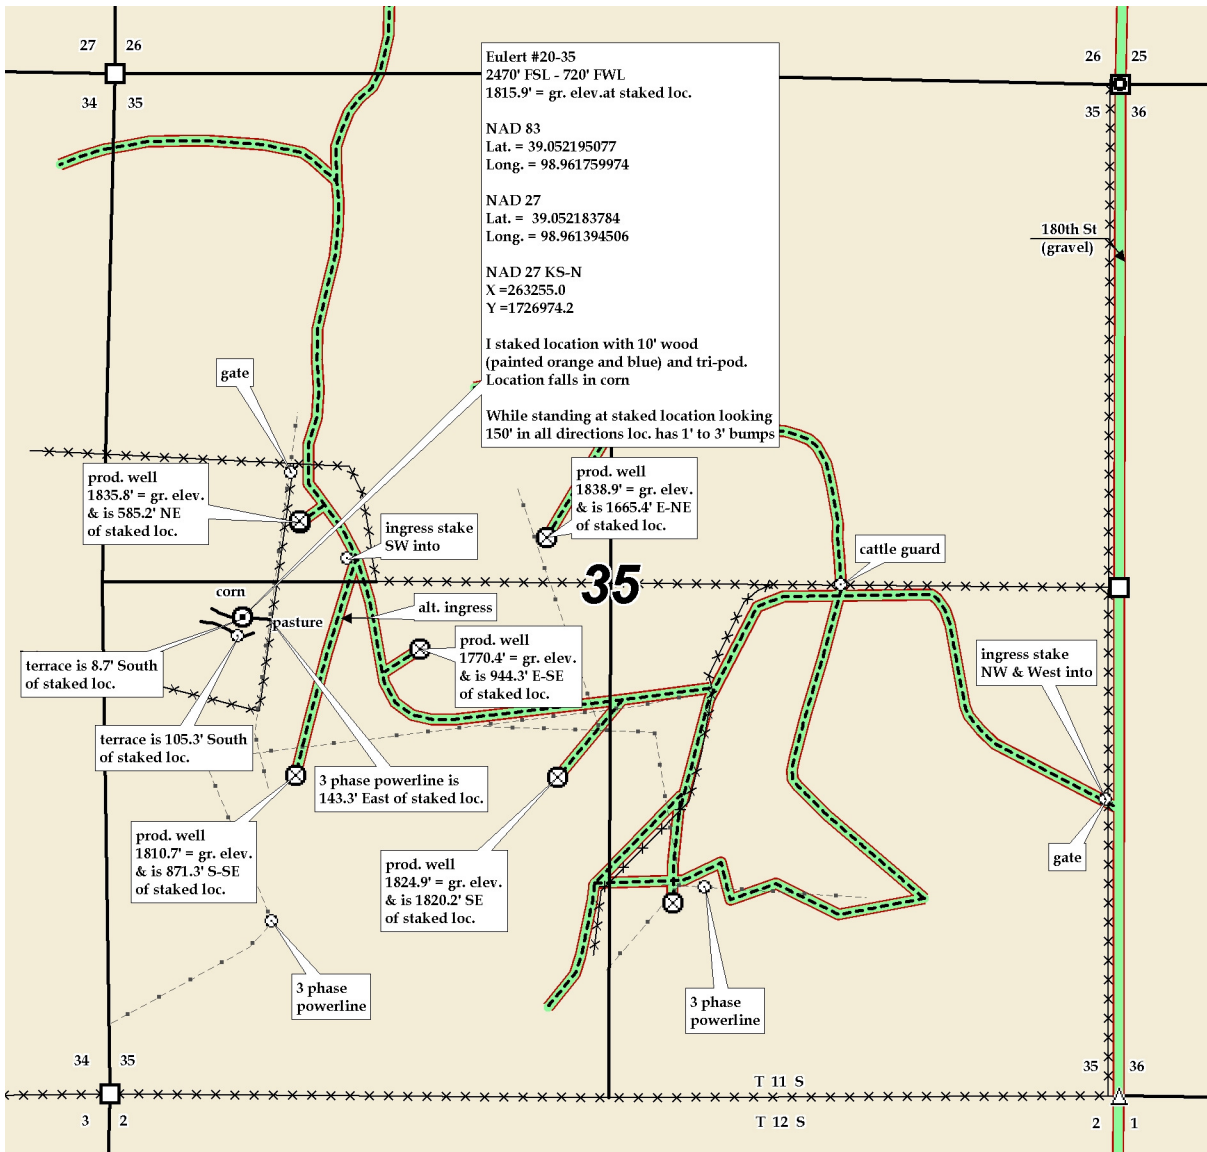 27 26
34 35
26 25
35 36
Eulert #20-35
2470' FSL - 720' FWL
1815.9' = gr. elev.at staked loc.
NAD 83
Lat. = 39.052195077
Long. = 98.961759974
NAD 27
Lat. =  39.052183784
Long. = 98.961394506
NAD 27 KS-N
X =263255.0
Y =1726974.2
I staked location with 10' wood
(painted orange and blue) and tri-pod.
Location falls in corn
While standing at staked location looking
150' in all directions loc. has 1' to 3' bumps
180th St
(gravel)
gate
prod. well
1835.8' = gr. elev.
& is 585.2' NE
of staked loc.
prod. well
1838.9' = gr. elev.
& is 1665.4' E-NE
of staked loc.
ingress stake
SW into
cattle guard
35
corn
pasture
alt. ingress
prod. well
1770.4' = gr. elev.
& is 944.3' E-SE
of staked loc.
terrace is 8.7' South
of staked loc.
ingress stake
NW & West into
terrace is 105.3' South
of staked loc.
3 phase powerline is
143.3' East of staked loc.
prod. well
1810.7' = gr. elev.
& is 871.3' S-SE
of staked loc.
prod. well
1824.9' = gr. elev.
& is 1820.2' SE
of staked loc.
gate
3 phase
powerline
3 phase
powerline
34 35
3 2
T 11 S
T 12 S
35 36
2 1